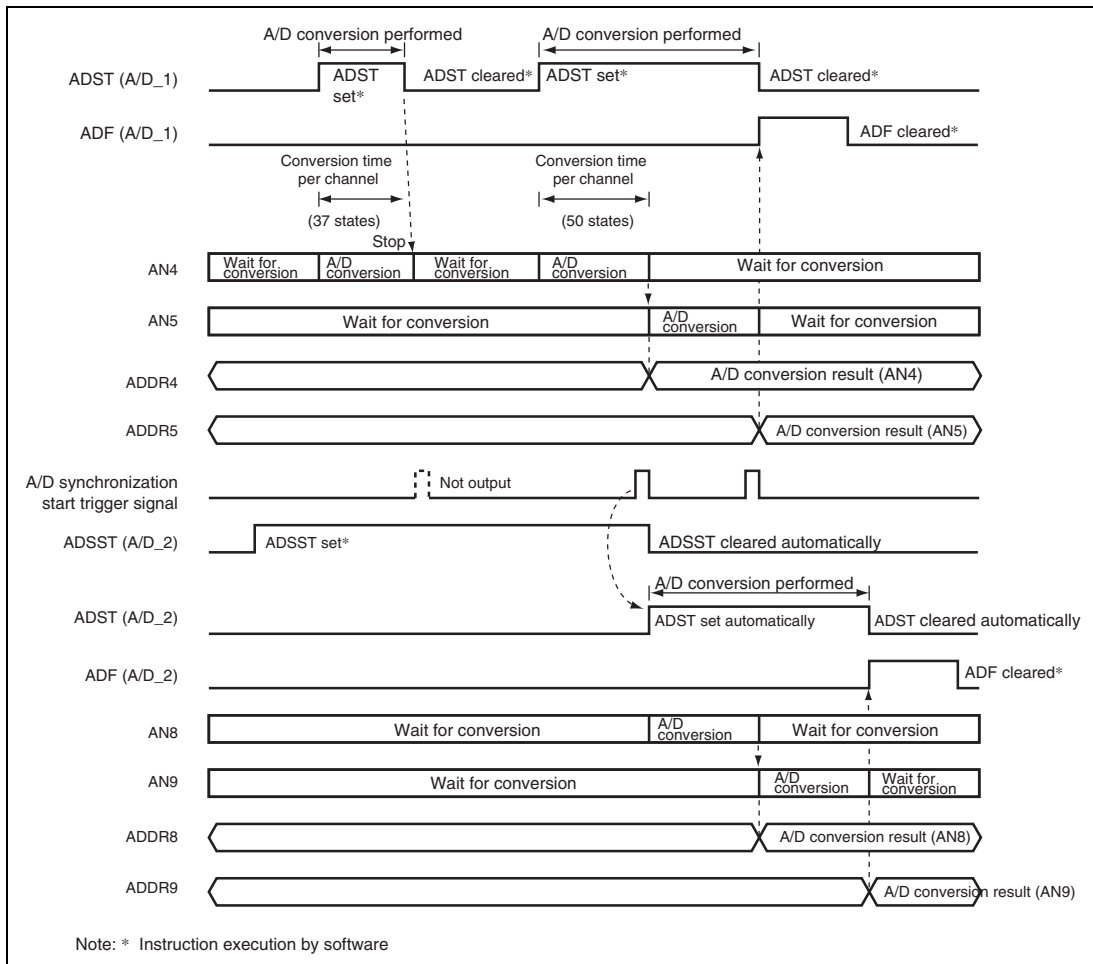 A/D conversion performed
A/D conversion performed
ADST (A/D_1)
ADST
set*
ADST cleared*
ADST set*
ADST cleared*
ADF (A/D_1)
ADF cleared*
Conversion time
per channel
Conversion time
per channel
(37 states)
(50 states)
Stop
AN4
Wait for
conversion
A/D
conversion
Wait for
conversion
A/D
conversion
Wait for conversion
AN5
Wait for conversion
A/D
conversion
Wait for conversion
ADDR4
A/D conversion result (AN4)
ADDR5
A/D conversion result (AN5)
A/D synchronization
start trigger signal
Not output
ADSST (A/D_2)
ADSST set*
ADSST cleared automatically
A/D conversion performed
ADST (A/D_2)
ADST set automatically
ADST cleared automatically
ADF (A/D_2)
ADF cleared*
AN8
Wait for conversion
A/D
conversion
Wait for conversion
AN9
Wait for conversion
A/D
conversion
Wait for
conversion
ADDR8
A/D conversion result (AN8)
ADDR9
A/D conversion result (AN9)
Note: * Instruction execution by software